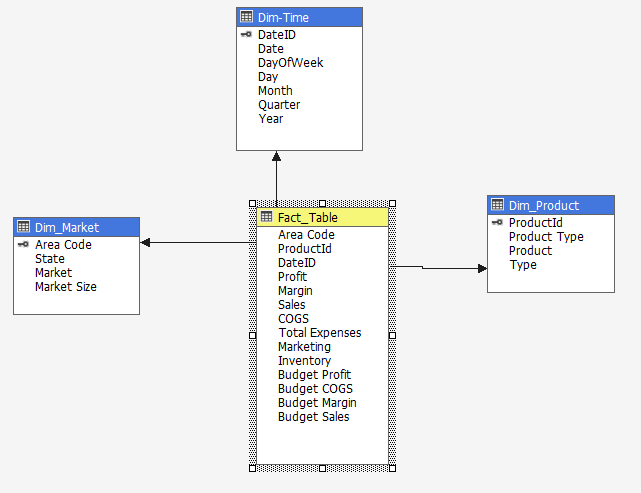 Dim-Time
DateID
Date
DayOfWeek
Day
Month
Quarter
Year
Dim_Market
Area Code
State
Market
Market Size
Fact_Table
Area Code
ProductId
DateID
Profit
Margin
Sales
COGS
Total Expenses
Marketing
Inventory
Budget Profit
Budget COGS
Budget Margin
Budget Sales
Dim_Product
ProductId
Product Type
Product
Type